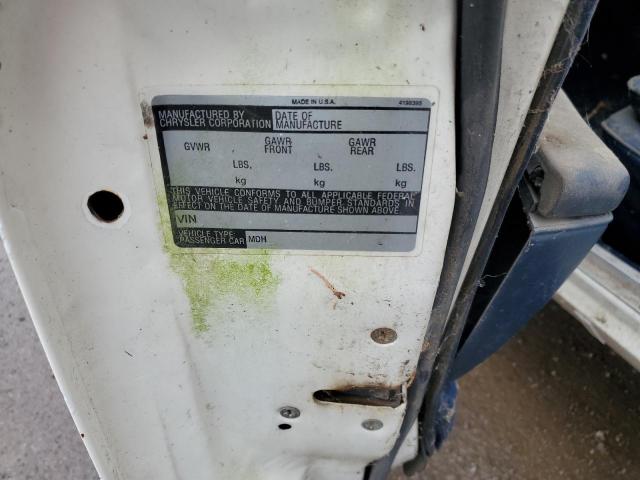 MADE IN U.S.A. 4198395
MANUFACTURED BY CHRYSLER CORPORATION
DATE OF MANUFACTURE
GVWR GAWR FRONT GAWR REAR
LBS. LBS. LBS.
kg kg kg
THIS VEHICLE CONFORMS TO ALL APPLICABLE FEDERAL
MOTOR VEHICLE SAFETY AND BUMPER STANDARDS IN
EFFECT ON THE DATE OF MANUFACTURE SHOWN ABOVE.
VIN
VEHICLE TYPE:
PASSENGER CAR MDH